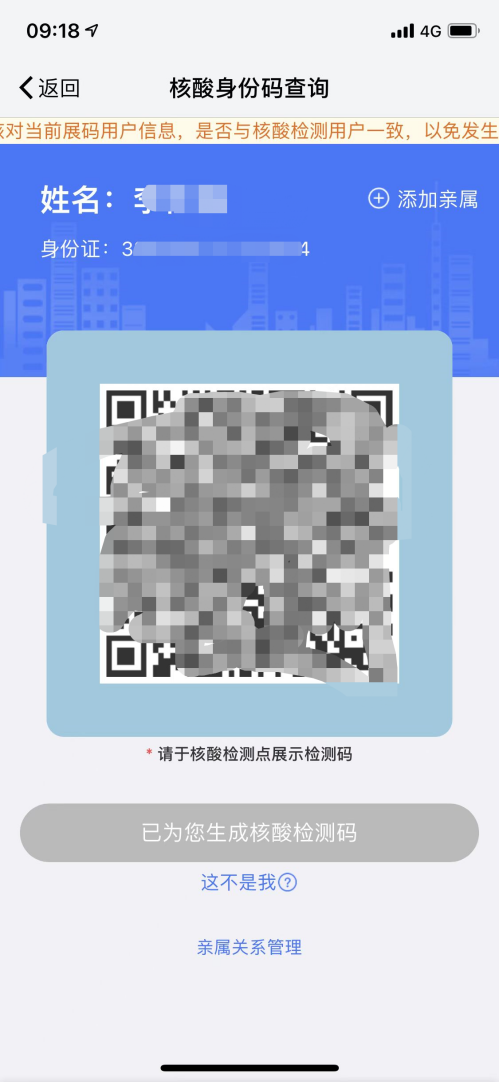 09:18
4G
返回
核酸身份码查询
对当前展码用户信息，是否与核酸检测用户一致，以免发生
姓名：
添加亲属
身份证：3 4
* 请于核酸检测点展示检测码
已为您生成核酸检测码
这不是我?
亲属关系管理